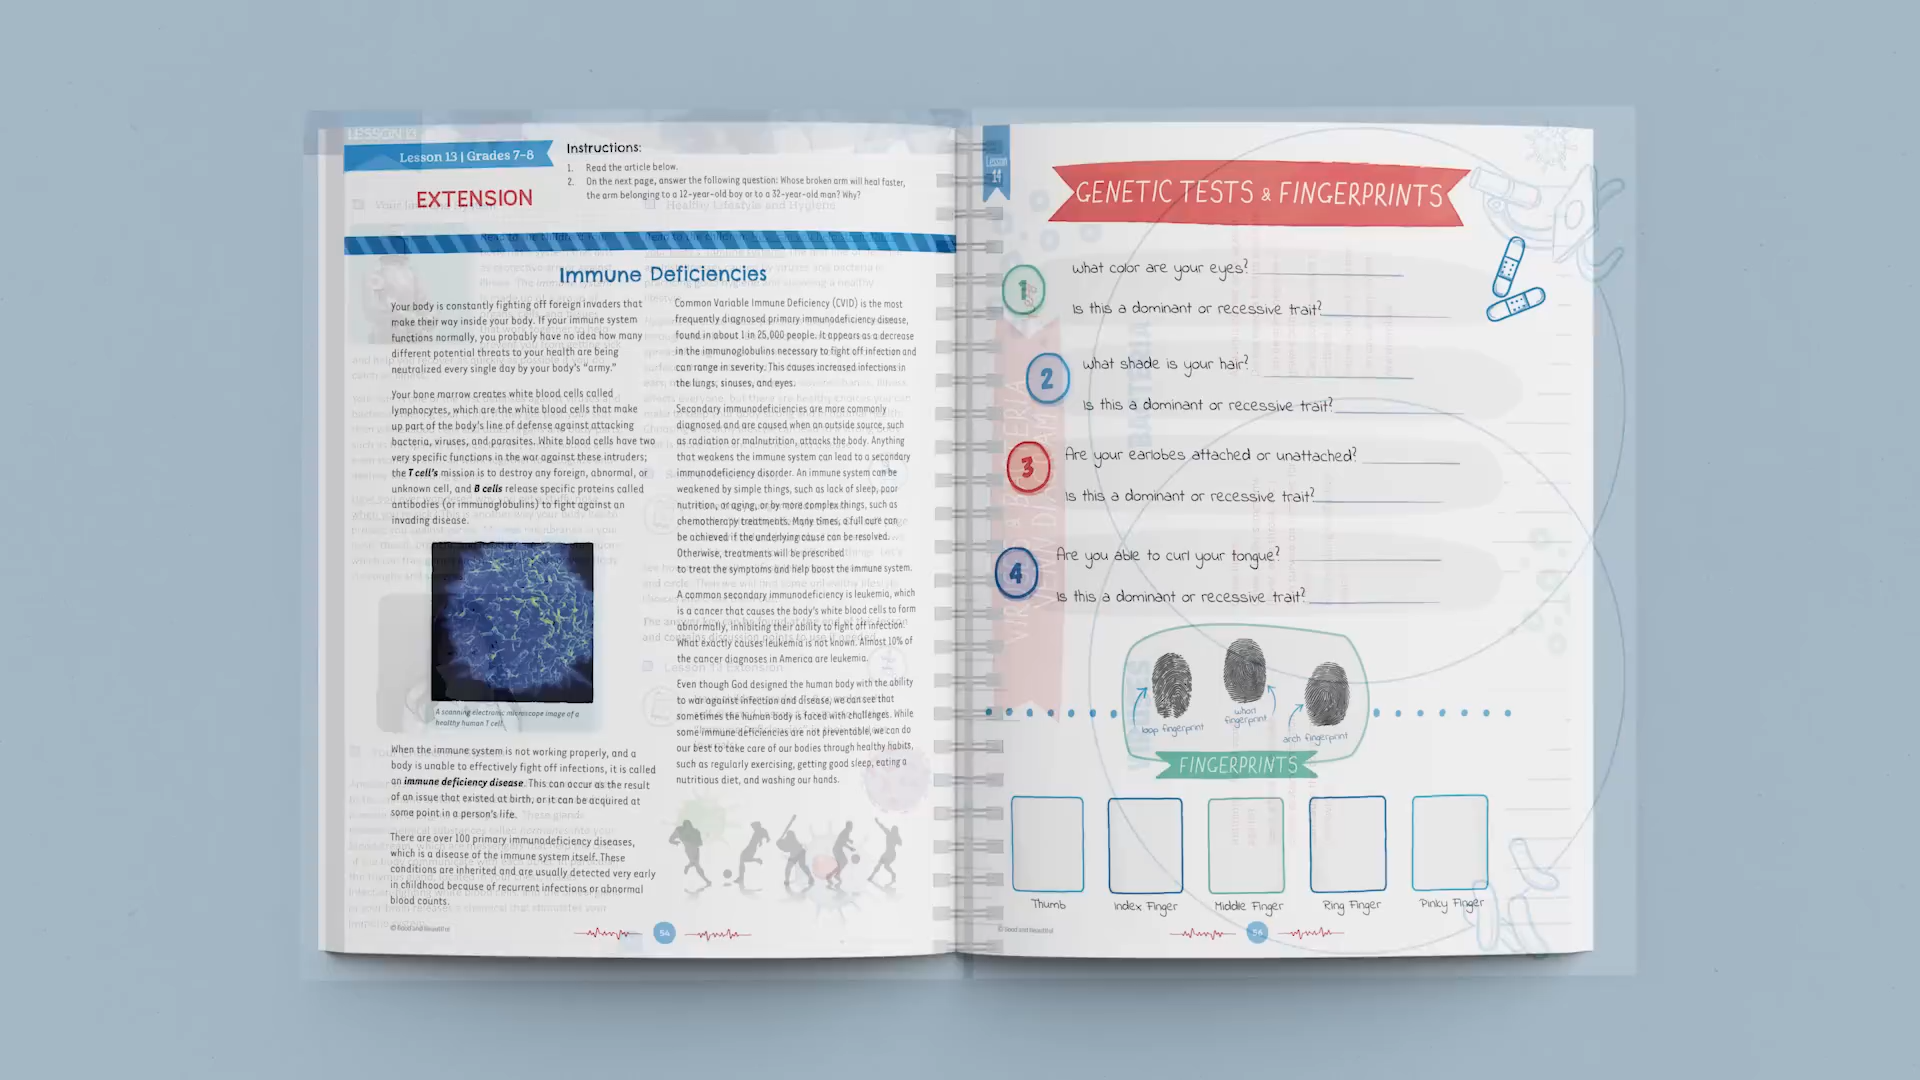 LESSON 13
Lesson 13 | Grades 7–8
EXTENSION
Instructions:
1. Read the article below.
2. On the next page, answer the following question: Whose broken arm will heal faster,
the arm belonging to a 12-year-old boy or to a 32-year-old man? Why?
Immune Deficiencies
Your body is constantly fighting off foreign invaders that
make their way inside your body. If your immune system
functions normally, you probably have no idea how many
different potential threats to your health are being
neutralized every single day by your body's "army."
Your bone marrow creates white blood cells called
lymphocytes, which are the white blood cells that make
up part of the body's line of defense against attacking
bacteria, viruses, and parasites. White blood cells have two
very specific functions in the war against these intruders;
the T cell's mission is to destroy any foreign, abnormal, or
unknown cell, and B cells release specific proteins called
antibodies (or immunoglobulins) to fight against an
invading disease.
A scanning electronic microscope image of a
healthy human T cell.
When the immune system is not working properly, and a
body is unable to effectively fight off infections, it is called
an immune deficiency disease. This can occur as the result
of an issue that existed at birth, or it can be acquired at
some point in a person's life.
There are over 100 primary immunodeficiency diseases,
which is a disease of the immune system itself. These
conditions are inherited and are usually detected very early
in childhood because of recurrent infections or abnormal
blood counts.
Common Variable Immune Deficiency (CVID) is the most
frequently diagnosed primary immunodeficiency disease,
found in about 1 in 25,000 people. It appears as a decrease
in the immunoglobulins necessary to fight off infection and
can range in severity. This causes increased infections in
the lungs, sinuses, and eyes.
Secondary immunodeficiencies are more commonly
diagnosed and are caused when an outside source, such
as radiation or malnutrition, attacks the body. Anything
that weakens the immune system can lead to a secondary
immunodeficiency disorder. An immune system can be
weakened by simple things, such as lack of sleep, poor
nutrition, or aging, or by more complex things, such as
chemotherapy treatments. Many times, a full cure can
be achieved if the underlying cause can be resolved.
Otherwise, treatments will be prescribed
to treat the symptoms and help boost the immune system.
A common secondary immunodeficiency is leukemia, which
is a cancer that causes the body's white blood cells to form
abnormally, inhibiting their ability to fight off infection.
What exactly causes leukemia is not known. Almost 10% of
the cancer diagnoses in America are leukemia.
Even though God designed the human body with the ability
to war against infection and disease, we can see that
sometimes the human body is faced with challenges. While
some immune deficiencies are not preventable, we can do
our best to take care of our bodies through healthy habits,
such as regularly exercising, getting good sleep, eating a
nutritious diet, and washing our hands.
© Good and Beautiful
54
Lesson
14
GENETIC TESTS & FINGERPRINTS
1
What color are your eyes?
Is this a dominant or recessive trait?
2
What shade is your hair?
Is this a dominant or recessive trait?
3
Are your earlobes attached or unattached?
Is this a dominant or recessive trait?
4
Are you able to curl your tongue?
Is this a dominant or recessive trait?
loop fingerprint
whorl
fingerprint
arch fingerprint
FINGERPRINTS
Thumb
Index Finger
Middle Finger
Ring Finger
Pinky Finger
© Good and Beautiful
56